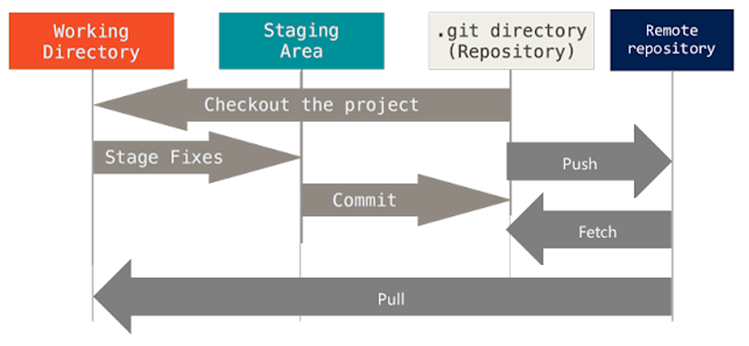 Working
Directory
Staging
Area
.git directory
(Repository)
Remote
repository
Checkout the project
Stage Fixes
Push
Commit
Fetch
Pull